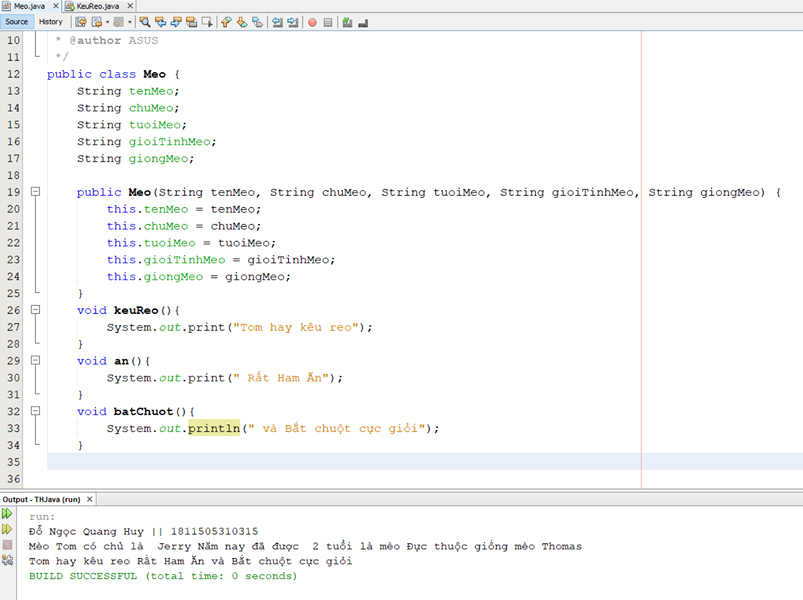 Meo.java × KeuReo.java ×
Source History
10 * @author ASUS
11 */
12 public class Meo {
13 String tenMeo;
14 String chuMeo;
15 String tuoiMeo;
16 String gioiTinhMeo;
17 String giongMeo;
18
19 public Meo(String tenMeo, String chuMeo, String tuoiMeo, String gioiTinhMeo, String giongMeo) {
20 this.tenMeo = tenMeo;
21 this.chuMeo = chuMeo;
22 this.tuoiMeo = tuoiMeo;
23 this.gioiTinhMeo = gioiTinhMeo;
24 this.giongMeo = giongMeo;
25 }
26 void keuReo(){
27 System.out.print("Tom hay kêu reo");
28 }
29 void an(){
30 System.out.print(" Rất Ham Ăn");
31 }
32 void batChuot(){
33 System.out.println(" và Bắt chuột cực giỏi");
34 }
35
36
Output - THJava (run) ×
run:
Đỗ Ngọc Quang Huy || 1811505310315
Mèo Tom có chủ là  Jerry Năm nay đã được  2 tuổi là mèo Đực thuộc giống mèo Thomas
Tom hay kêu reo Rất Ham Ăn và Bắt chuột cực giỏi
BUILD SUCCESSFUL (total time: 0 seconds)